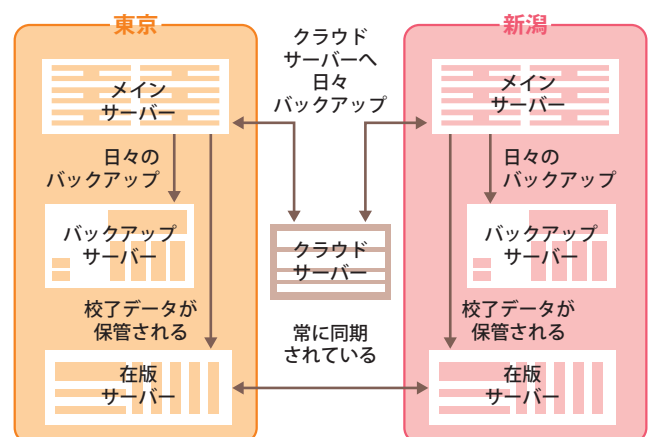 東京
新潟
クラウド
サーバーへ
日々
バックアップ
メイン
サーバー
メイン
サーバー
日々の
バックアップ
日々の
バックアップ
バックアップ
サーバー
クラウド
サーバー
バックアップ
サーバー
校了データが
保管される
校了データが
保管される
常に同期
されている
在版
サーバー
在版
サーバー